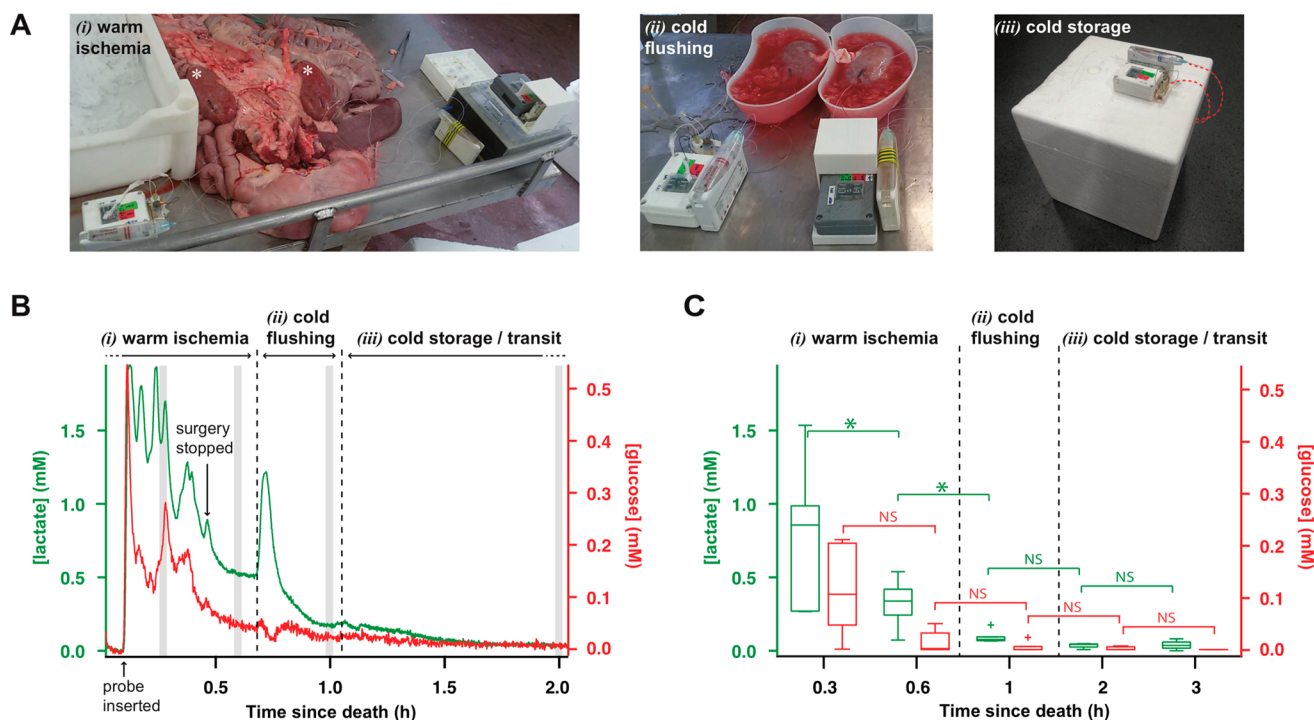 A
(i) warm
ischemia
*
*
(ii) cold
flushing
(iii) cold storage
B
(i) warm ischemia
(ii) cold
flushing
(iii) cold storage / transit
[lactate] (mM)
1.5
1.0
0.5
0.0
surgery
stopped
0.5
0.4
0.3
0.2
0.1
0.0
[glucose] (mM)
probe
inserted
0.5
1.0
1.5
2.0
Time since death (h)
C
(i) warm ischemia
(ii) cold
flushing
(iii) cold storage / transit
[lactate] (mM)
1.5
1.0
0.5
0.0
*
*
NS
NS
NS
NS
NS
NS
0.5
0.4
0.3
0.2
0.1
0.0
[glucose] (mM)
0.3
0.6
1
2
3
Time since death (h)